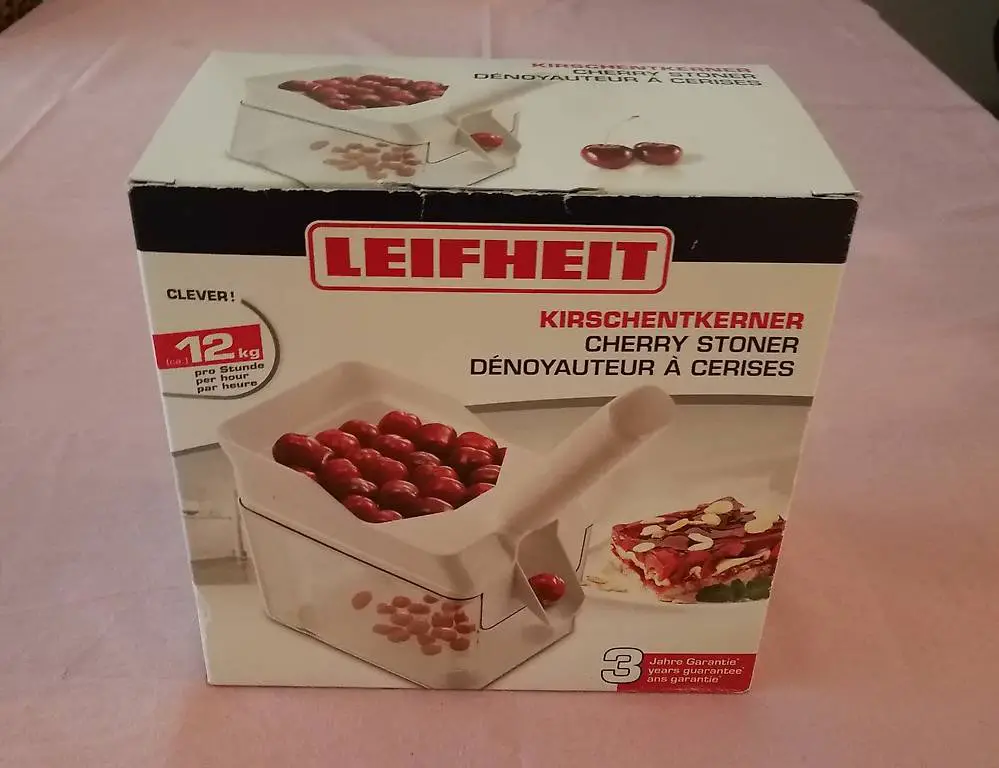 KIRSCHENTKERNER
CHERRY STONER
DÉNOYAUTEUR À CERISES
LEIFHEIT
CLEVER!
(ca.) 12 kg
pro Stunde
per hour
par heure
KIRSCHENTKERNER
CHERRY STONER
DÉNOYAUTEUR À CERISES
3
Jahre Garantie*
years guarantee*
ans garantie*